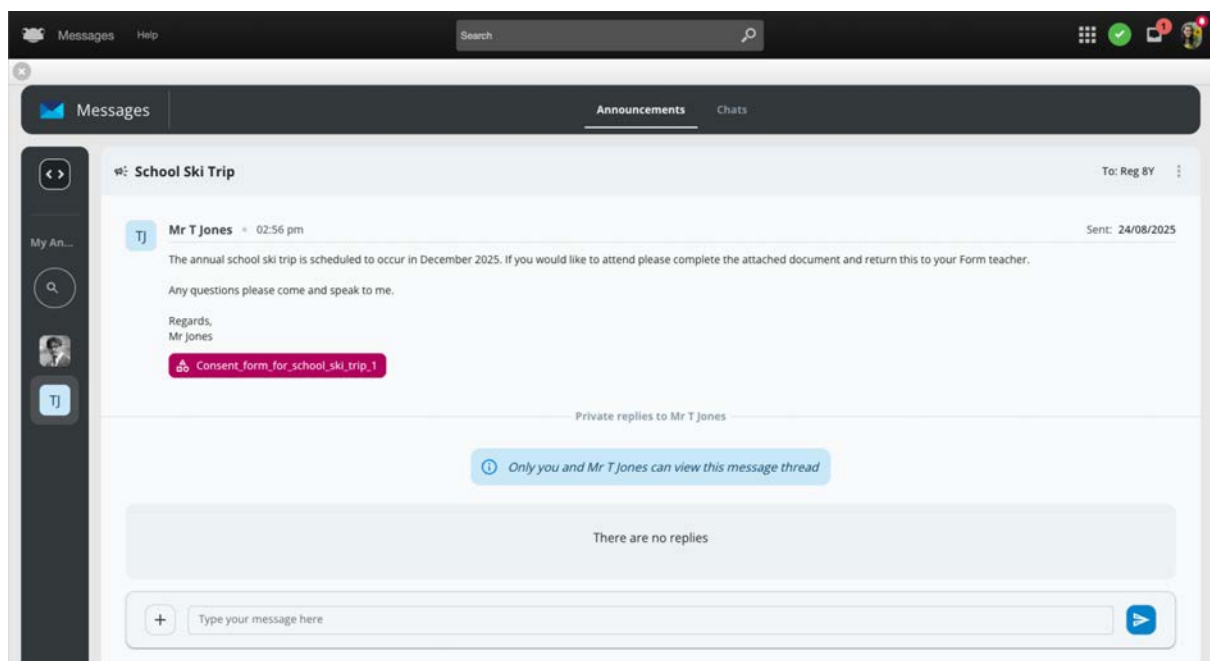 Messages Help Search 1
Messages Announcements Chats
School Ski Trip To: Reg 8Y
My An...
TJ Mr T Jones 02:56 pm Sent: 24/08/2025
The annual school ski trip is scheduled to occur in December 2025. If you would like to attend please complete the attached document and return this to your Form teacher.
Any questions please come and speak to me.
Regards,
Mr Jones
Consent_form_for_school_ski_trip_1
TJ
Private replies to Mr T Jones
Only you and Mr T Jones can view this message thread
There are no replies
Type your message here